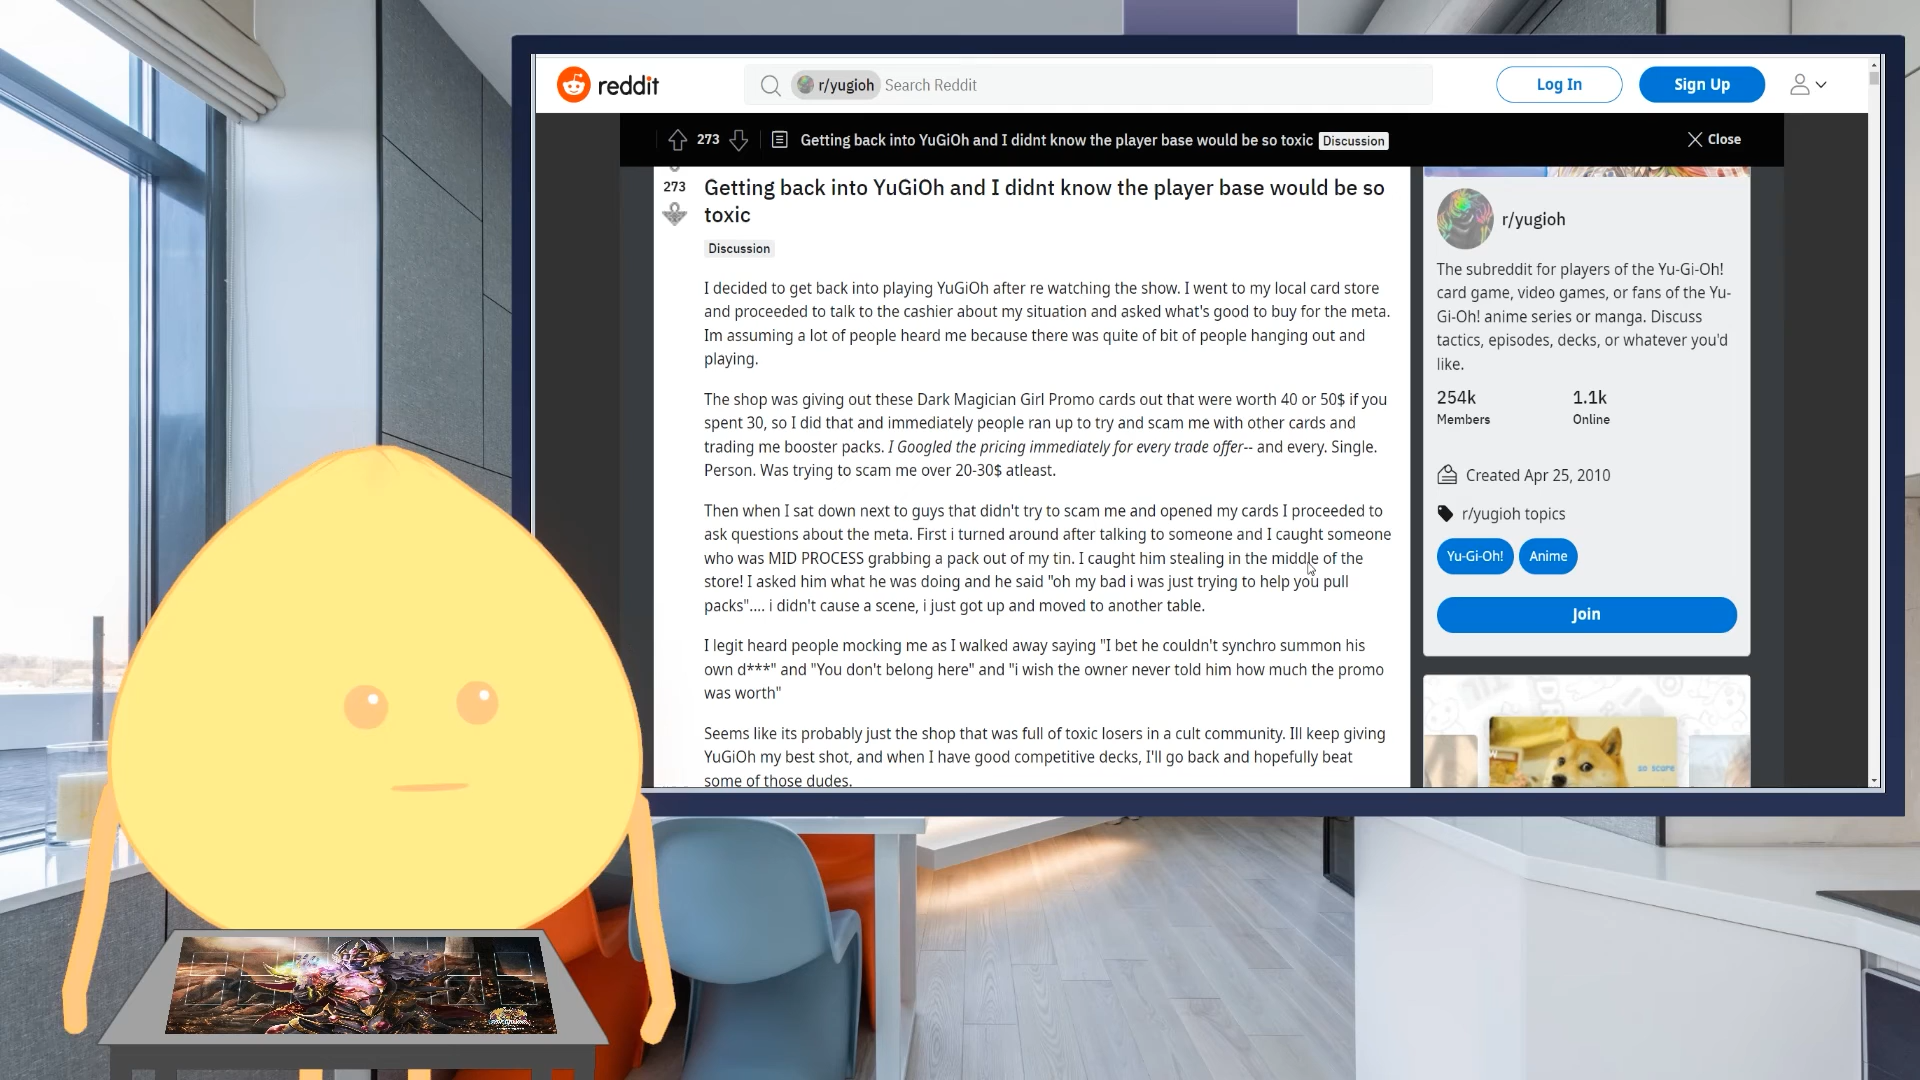 reddit
r/yugioh Search Reddit
Log In
Sign Up
273
Getting back into YuGiOh and I didnt know the player base would be so toxic Discussion
Close
273
Getting back into YuGiOh and I didnt know the player base would be so
toxic
Discussion
I decided to get back into playing YuGiOh after re watching the show. I went to my local card store
and proceeded to talk to the cashier about my situation and asked what's good to buy for the meta.
Im assuming a lot of people heard me because there was quite of bit of people hanging out and
playing.
The shop was giving out these Dark Magician Girl Promo cards out that were worth 40 or 50$ if you
spent 30, so I did that and immediately people ran up to try and scam me with other cards and
trading me booster packs. I Googled the pricing immediately for every trade offer-- and every. Single.
Person. Was trying to scam me over 20-30$ atleast.
Then when I sat down next to guys that didn't try to scam me and opened my cards I proceeded to
ask questions about the meta. First i turned around after talking to someone and I caught someone
who was MID PROCESS grabbing a pack out of my tin. I caught him stealing in the middle of the
store! I asked him what he was doing and he said "oh my bad i was just trying to help you pull
packs".... i didn't cause a scene, i just got up and moved to another table.
I legit heard people mocking me as I walked away saying "I bet he couldn't synchro summon his
own d***" and "You don't belong here" and "i wish the owner never told him how much the promo
was worth"
Seems like its probably just the shop that was full of toxic losers in a cult community. Ill keep giving
YuGiOh my best shot, and when I have good competitive decks, I'll go back and hopefully beat
some of those dudes.
r/yugioh
The subreddit for players of the Yu-Gi-Oh!
card game, video games, or fans of the Yu-
Gi-Oh! anime series or manga. Discuss
tactics, episodes, decks, or whatever you'd
like.
254k
Members
1.1k
Online
Created Apr 25, 2010
r/yugioh topics
Yu-Gi-Oh!
Anime
Join
so score